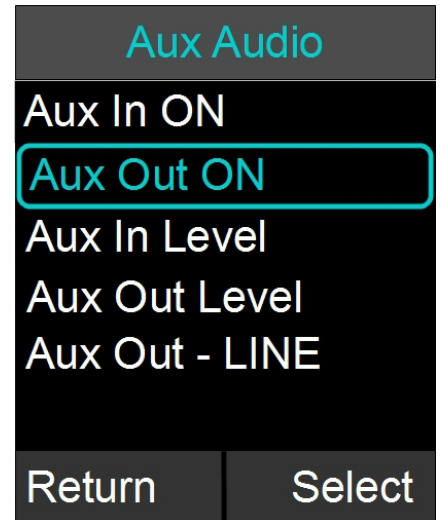 Aux Audio
Aux In ON
Aux Out ON
Aux In Level
Aux Out Level
Aux Out - LINE
Return Select